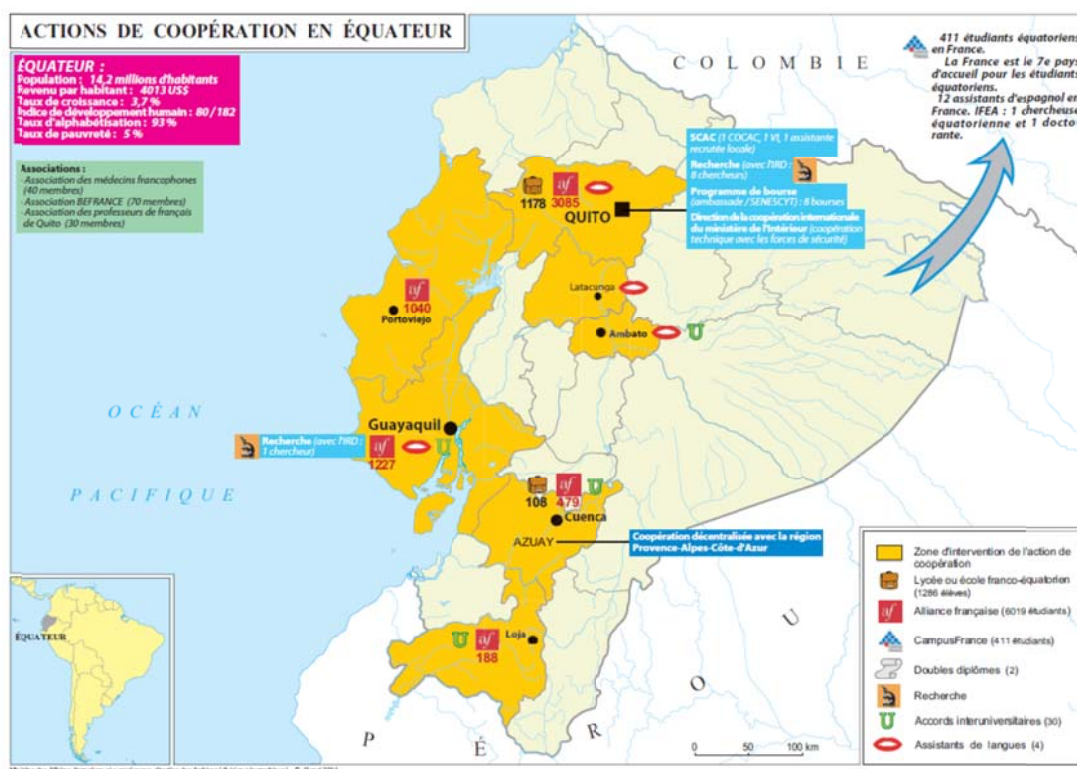 ACTIONS DE COOPÉRATION EN ÉQUATEUR
ÉQUATEUR :
Population : 14,2 millions d'habitants
Revenu par habitant : 4013 US$
Taux de croissance : 3,7 %
Indice de développement humain : 80/182
Taux d'alphabétisation : 93%
Taux de pauvreté : 5 %
Associations :
- Association des médecins francophones
(40 membres)
- Association BEFRANCE (70 membres)
- Association des professeurs de français
de Quito (30 membres)
COLOMBIE
411 étudiants équatoriens
en France.
La France est le 7e pays
d'accueil pour les étudiants
équatoriens.
12 assistants d'espagnol en
France. IFEA : 1 chercheuse
équatorienne et 1 docto-
rante.
SCAC (1 COCAC, 1 VI, 1 assistante
recrutée locale)
Recherche (avec l'IRD :
8 chercheurs)
Programme de bourse
(ambassade / SENESCYT) : 8 bourses
Direction de la coopération internationale
du ministère de l'Intérieur (coopération
technique avec les forces de sécurité)
af
1178 3085
QUITO
Latacunga
af
1040
Portoviejo
Ambato U
OCÉAN
PACIFIQUE
Guayaquil
Recherche (avec l'IRD :
1 chercheur)
af U
1227
af U
108 479
Cuenca
AZUAY
Coopération décentralisée avec la région
Provence-Alpes-Côte-d'Azur
U af
188
Loja
PÉROU
0 50 100 km
ÉQUATEUR
Zone d'intervention de l'action de
coopération
Lycée ou école franco-équatorien
(1286 élèves)
af Alliance française (6019 étudiants)
CampusFrance (411 étudiants)
Doubles diplômes (2)
Recherche
U Accords interuniversitaires (30)
Assistants de langues (4)